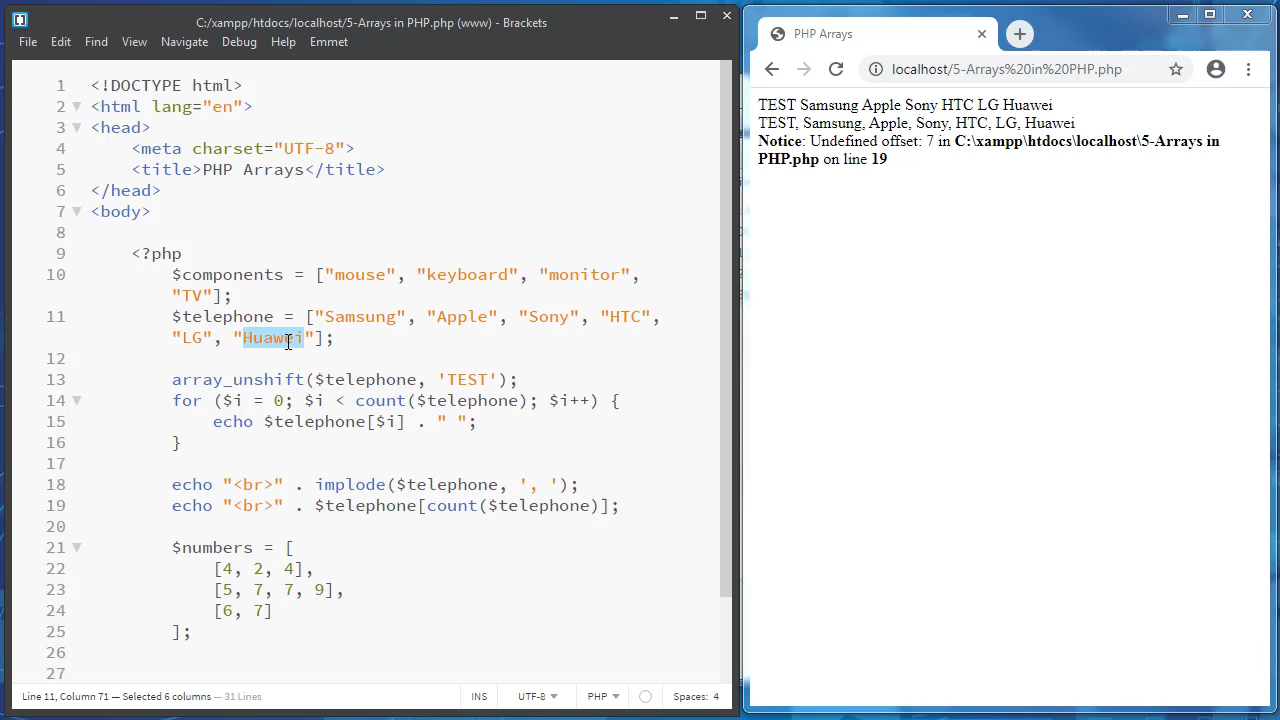 C:/xampp/htdocs/localhost/5-Arrays in PHP.php (www) - Brackets
File Edit Find View Navigate Debug Help Emmet
1 <!DOCTYPE html>
2 <html lang="en">
3 <head>
4 <meta charset="UTF-8">
5 <title>PHP Arrays</title>
6 </head>
7 <body>
8
9 <?php
10 $components = ["mouse", "keyboard", "monitor",
"TV"];
11 $telephone = ["Samsung", "Apple", "Sony", "HTC",
"LG", "Huawei"];
12
13 array_unshift($telephone, 'TEST');
14 for ($i = 0; $i < count($telephone); $i++) {
15 echo $telephone[$i] . " ";
16 }
17
18 echo "<br>" . implode($telephone, ', ');
19 echo "<br>" . $telephone[count($telephone)];
20
21 $numbers = [
22 [4, 2, 4],
23 [5, 7, 7, 9],
24 [6, 7]
25 ];
26
27
Line 11, Column 71 — Selected 6 columns — 31 Lines INS UTF-8 PHP Spaces: 4
PHP Arrays
localhost/5-Arrays%20in%20PHP.php
TEST Samsung Apple Sony HTC LG Huawei
TEST, Samsung, Apple, Sony, HTC, LG, Huawei
Notice: Undefined offset: 7 in C:\xampp\htdocs\localhost\5-Arrays in
PHP.php on line 19